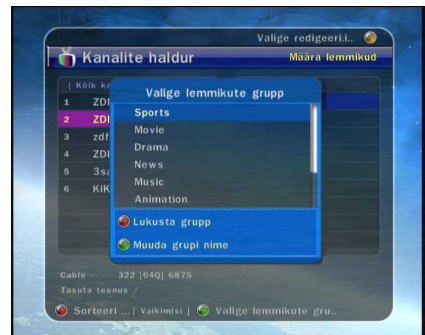 Valige redigeeri.i..
Kanalite haldur
Määra lemmikud
[ Kõik ka
Valige lemmikute grupp
1 ZDI
2 ZDI
3 zdf
4 ZDI
5 3sa
6 KiK
Sports
Movie
Drama
News
Music
Animation
Lukusta grupp
Muuda grupi nime
Cable - 322 [64Q] 6875
Tasuta teenus /
Sorteeri ...[ Vaikimisi ] Valige lemmikute gru..